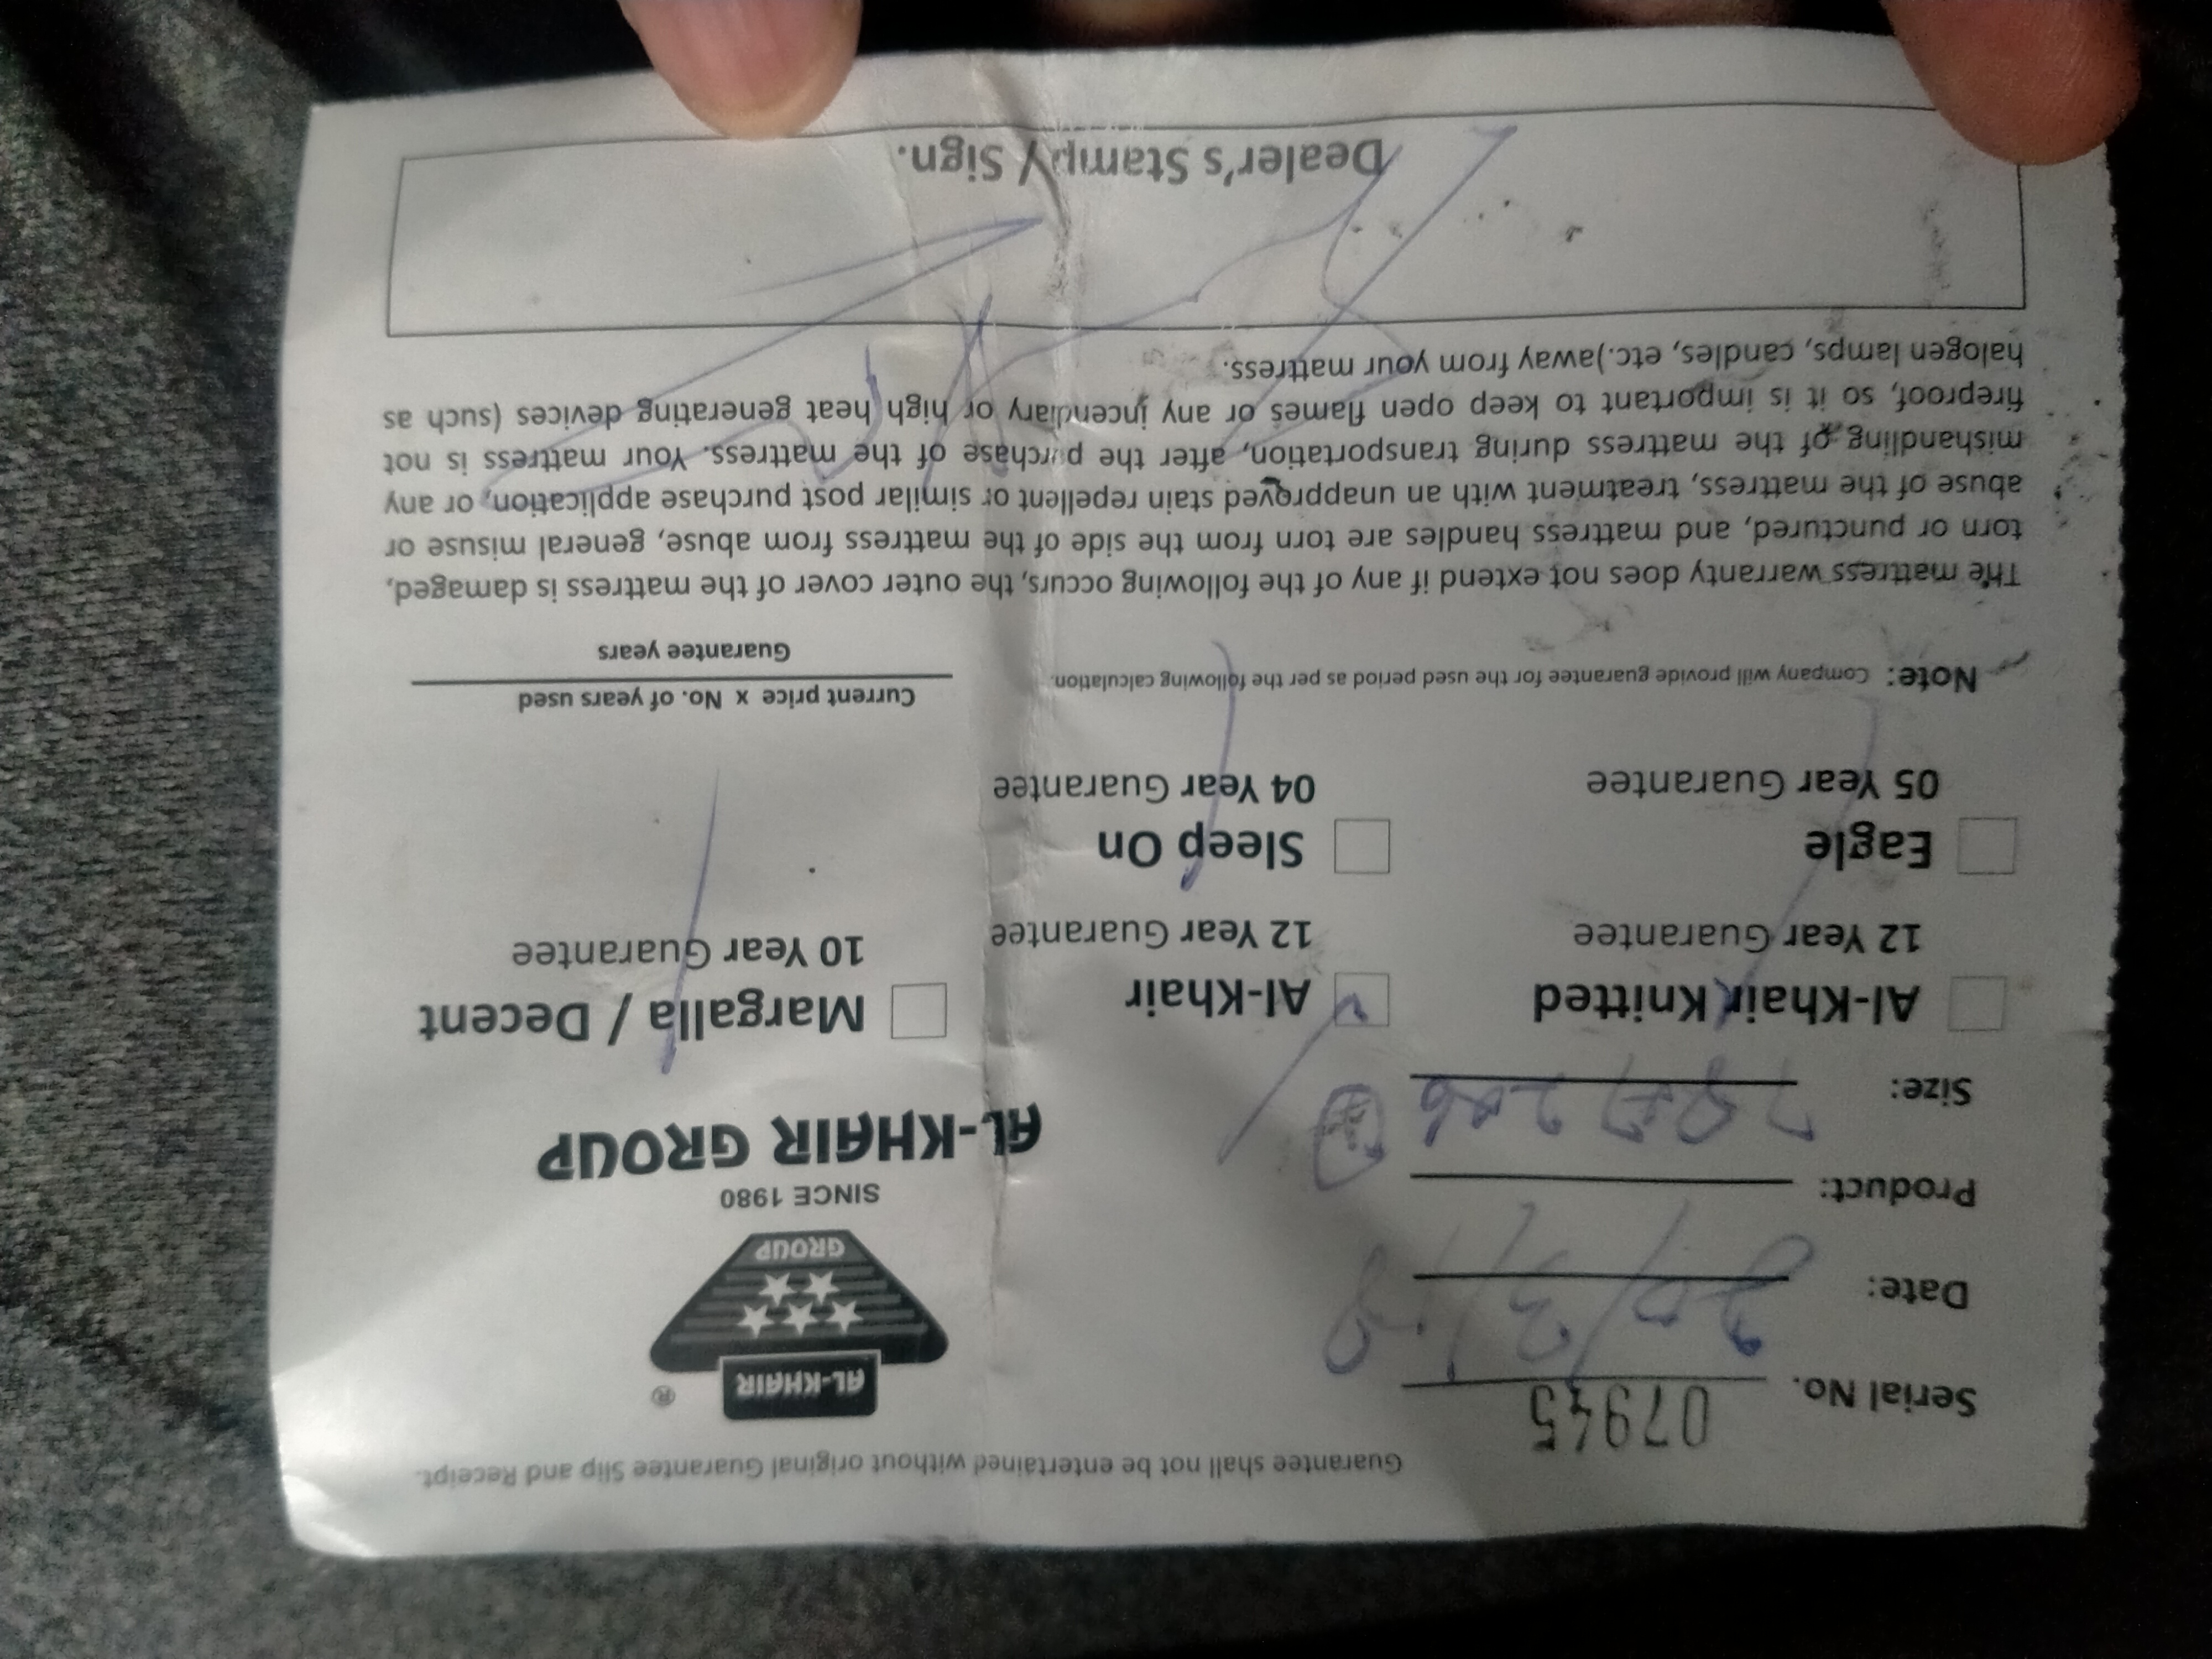 Guarantee shall not be entertained without original Guarantee Slip and Receipt.
Serial No. 07945
AL-KHAIR
GROUP
®
SINCE 1980
AL-KHAIR GROUP
Date:
Product:
Size:
Al-Khair Knitted
12 Year Guarantee
Al-Khair
12 Year Guarantee
Margalla / Decent
10 Year Guarantee
Eagle
05 Year Guarantee
Sleep On
04 Year Guarantee
Note: Company will provide guarantee for the used period as per the following calculation.
Current price x No. of years used
Guarantee years
The mattress warranty does not extend if any of the following occurs, the outer cover of the mattress is damaged,
torn or punctured, and mattress handles are torn from the side of the mattress from abuse, general misuse or
abuse of the mattress, treatment with an unapproved stain repellent or similar post purchase application, or any
mishandling of the mattress during transportation, after the purchase of the mattress. Your mattress is not
fireproof, so it is important to keep open flames or any incendiary or high heat generating devices (such as
halogen lamps, candles, etc.)away from your mattress.
Dealer's Stamp / Sign.